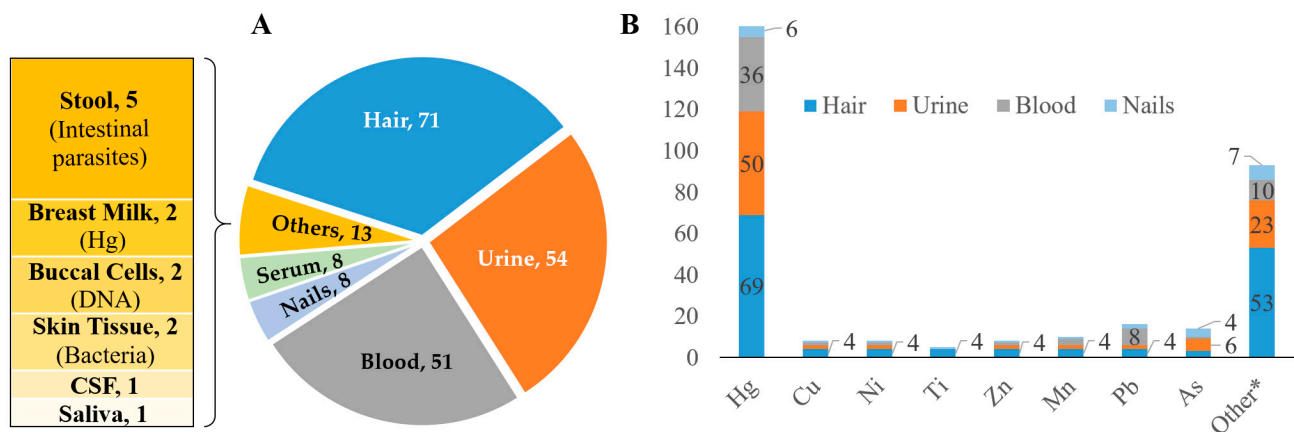 A
Stool, 5
(Intestinal
parasites)
Breast Milk, 2
(Hg)
Buccal Cells, 2
(DNA)
Skin Tissue, 2
(Bacteria)
CSF, 1
Saliva, 1
Hair, 71
Urine, 54
Blood, 51
Nails, 8
Serum, 8
Others, 13
B
160
140
120
100
80
60
40
20
0
Hair Urine Blood Nails
6
36
50
69
4
4
4
4
4
8
4
4
6
7
10
23
53
Hg Cu Ni Ti Zn Mn Pb As Other*